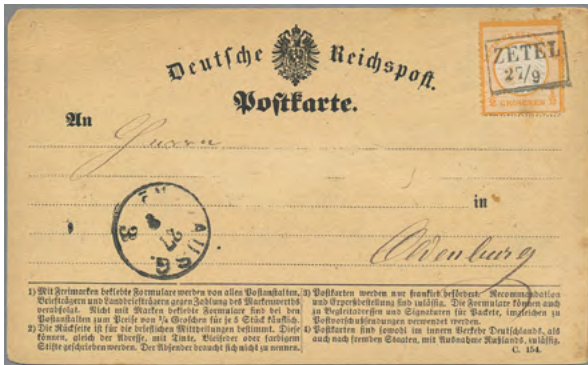 Deutsche Reichspost.
Postkarte.
ZETEL
27/9
An
Herrn
in
Oldenburg
AUSG.
27
9
3
1) Mit Freimarken beklebte Formulare werden von allen Postanstalten,
Briefträgern und Landbriefträgern gegen Zahlung des Markenwerths
verabfolgt. Nicht mit Marken beklebte Formulare sind bei den
Postanstalten zum Preise von ¼ Groschen für je 5 Stück käuflich.
2) Die Rückseite ist für die brieflichen Mittheilungen bestimmt. Diese
können, gleich der Adresse, mit Tinte, Bleifeder oder farbigem
Stifte geschrieben werden. Der Absender braucht sich nicht zu nennen.
3) Postkarten werden nur frankirt befördert. Recommandation
und Expreßbestellung sind zulässig. Die Formulare können auch
zu Begleitadressen und Signaturen für Packete, imgleichen zu
Postvorschußsendungen verwendet werden.
4) Postkarten sind sowohl im innern Verkehr Deutschlands, als
auch nach fremden Staaten, mit Ausnahme Rußlands, zulässig.
C. 154.